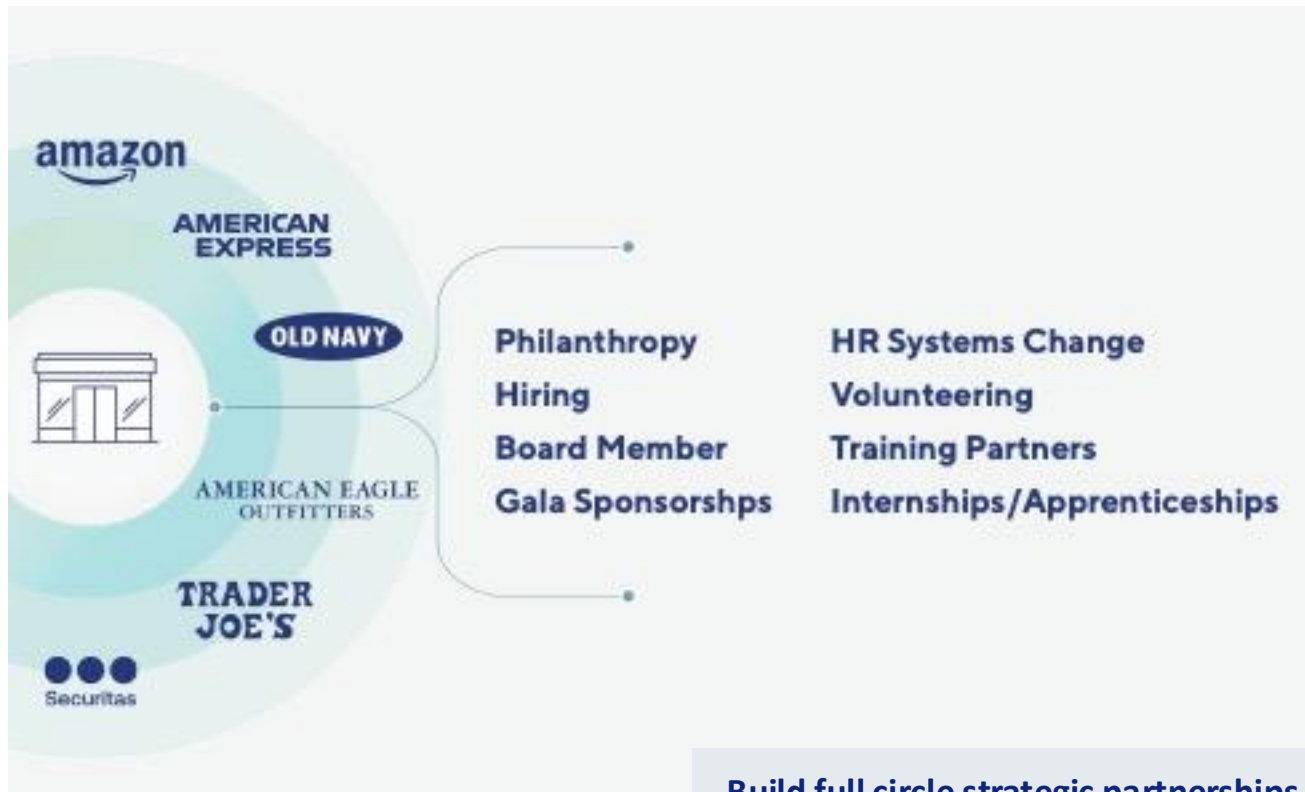 amazon
AMERICAN
EXPRESS
OLD NAVY
AMERICAN EAGLE
OUTFITTERS
TRADER
JOE'S
Securitas
Philanthropy
Hiring
Board Member
Gala Sponsorshps
HR Systems Change
Volunteering
Training Partners
Internships/Apprenticeships
Build full circle strategic partnerships